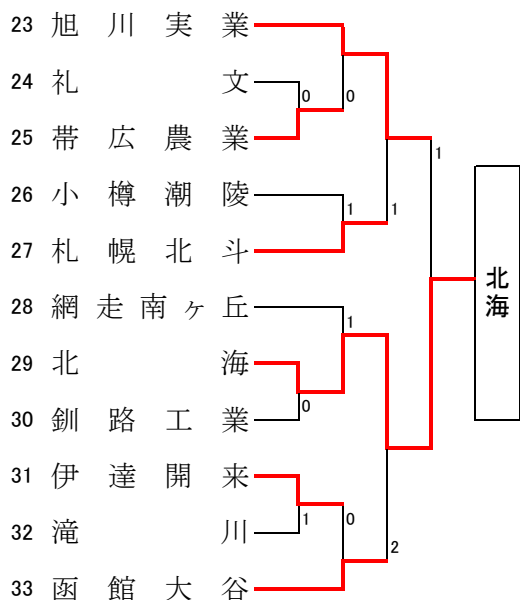 23 旭川実業
24 礼文
0
0
25 帯広農業
1
26 小樽潮陵
1
1
27 札幌北斗
北海
28 網走南ヶ丘
1
29 北海
0
30 釧路工業
31 伊達開来
1
0
32 滝川
2
33 函館大谷